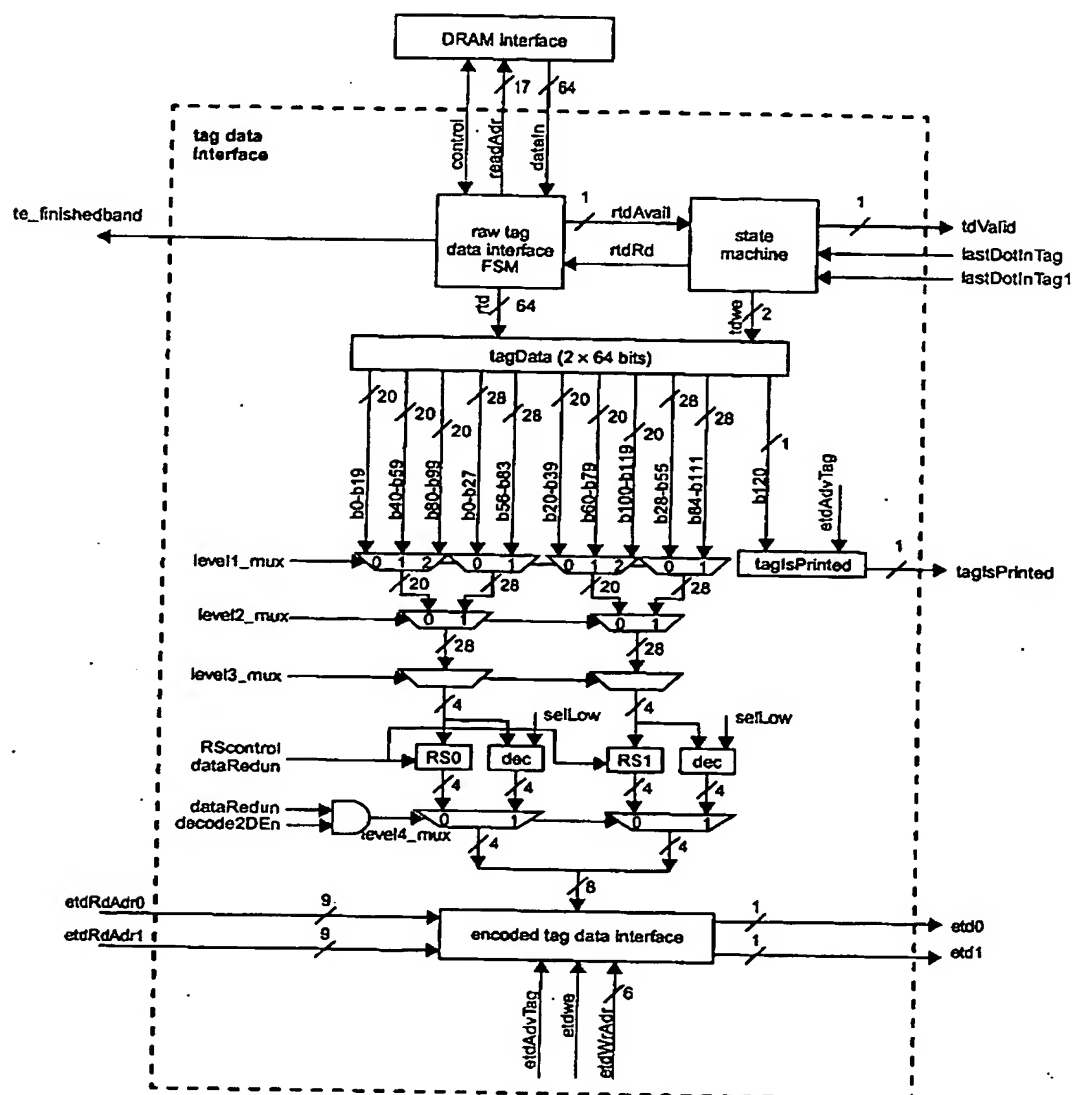 DRAM interface
17
64
tag data
interface
control
readAdr
dataIn
te_finishedband
raw tag
data interface
FSM
1
rtdAvail
rtdRd
state
machine
1
tdValid
lastDotInTag
lastDotInTag1
rtd
64
tdwe
2
tagData (2 × 64 bits)
20
20
20
28
28
20
20
20
28
28
1
b0-b19
b40-b59
b80-b99
b0-b27
b56-b83
b20-b39
b60-b79
b100-b119
b28-b55
b84-b111
b120
etdAdvTag
level1_mux
0 1 2
0 1
0 1 2
0 1
tagIsPrinted
1
tagIsPrinted
20
28
20
28
level2_mux
0 1
0 1
28
28
level3_mux
4
4
selLow
selLow
RScontrol
dataRedun
RS0
dec
RS1
dec
4
4
4
4
dataRedun
decode2DEn
level4_mux
0 1
0 1
4
4
8
etdRdAdr0
9
etdRdAdr1
9
encoded tag data interface
1
etd0
1
etd1
etdAdvTag
etdwe
etdWrAdr
6